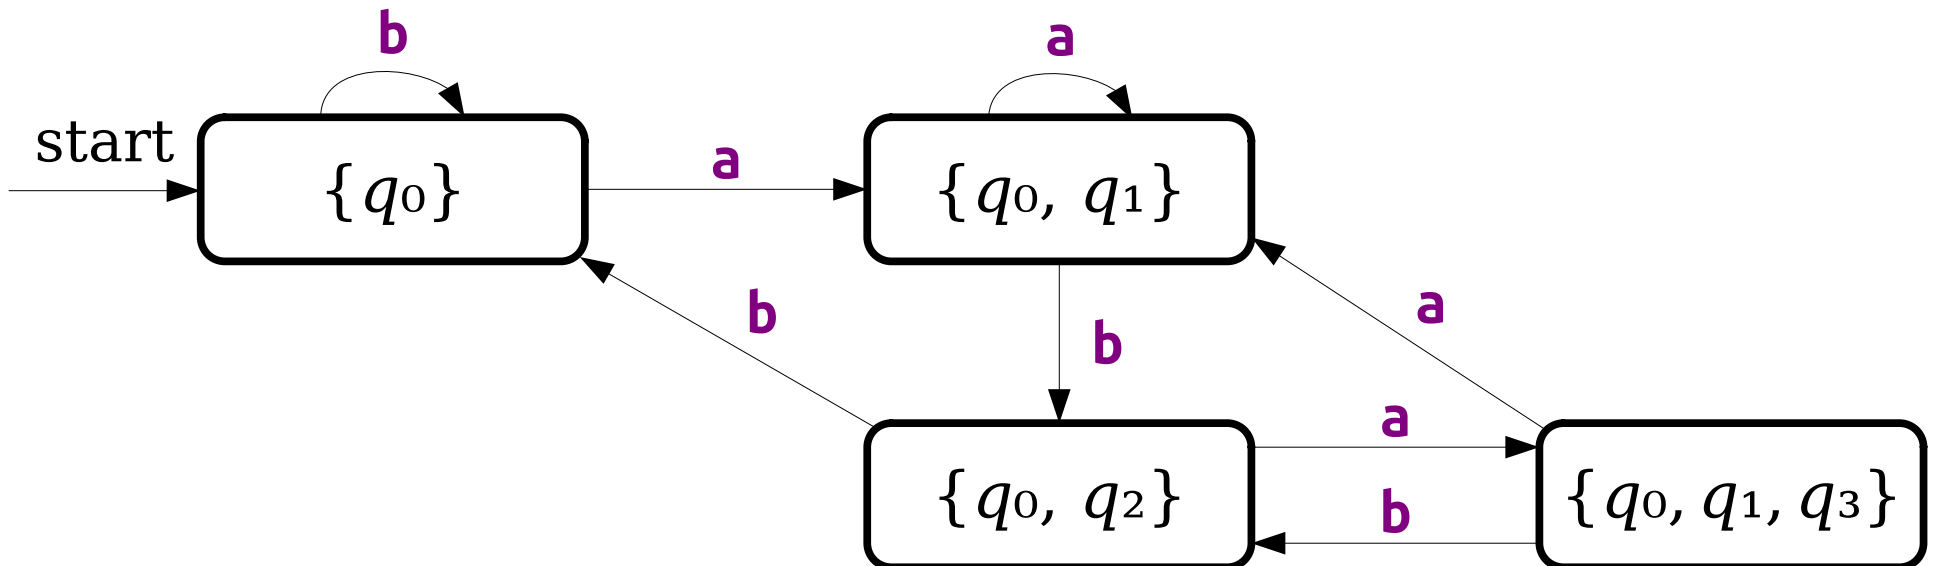 b
a
start
{q₀}
a
{q₀, q₁}
b
b
a
{q₀, q₂}
a
b
{q₀, q₁, q₃}